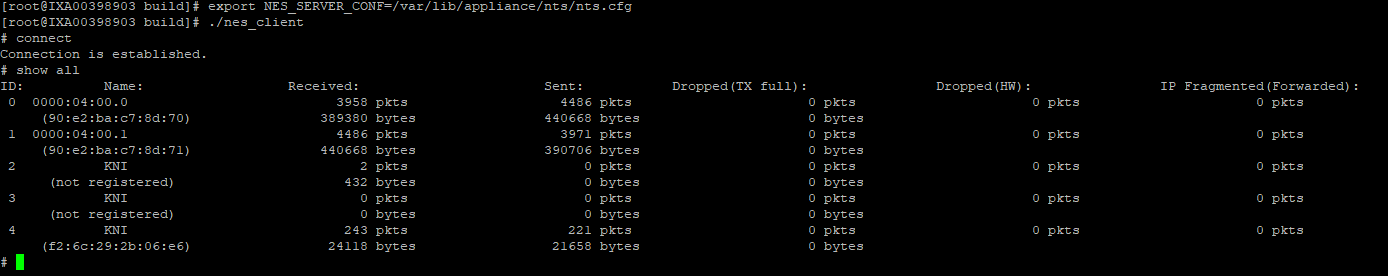 [root@IXA00398903 build]# export NES_SERVER_CONF=/var/lib/appliance/nts/nts.cfg
[root@IXA00398903 build]# ./nes_client
# connect
Connection is established.
# show all
ID: Name: Received: Sent: Dropped(TX full): Dropped(HW): IP Fragmented(Forwarded):
0 0000:04:00.0 3958 pkts 4486 pkts 0 pkts 0 pkts 0 pkts
(90:e2:ba:c7:8d:70) 389380 bytes 440668 bytes 0 bytes
1 0000:04:00.1 4486 pkts 3971 pkts 0 pkts 0 pkts 0 pkts
(90:e2:ba:c7:8d:71) 440668 bytes 390706 bytes 0 bytes
2 KNI 2 pkts 0 pkts 0 pkts 0 pkts 0 pkts
(not registered) 432 bytes 0 bytes 0 bytes
3 KNI 0 pkts 0 pkts 0 pkts 0 pkts 0 pkts
(not registered) 0 bytes 0 bytes 0 bytes
4 KNI 243 pkts 221 pkts 0 pkts 0 pkts 0 pkts
(f2:6c:29:2b:06:e6) 24118 bytes 21658 bytes 0 bytes
#